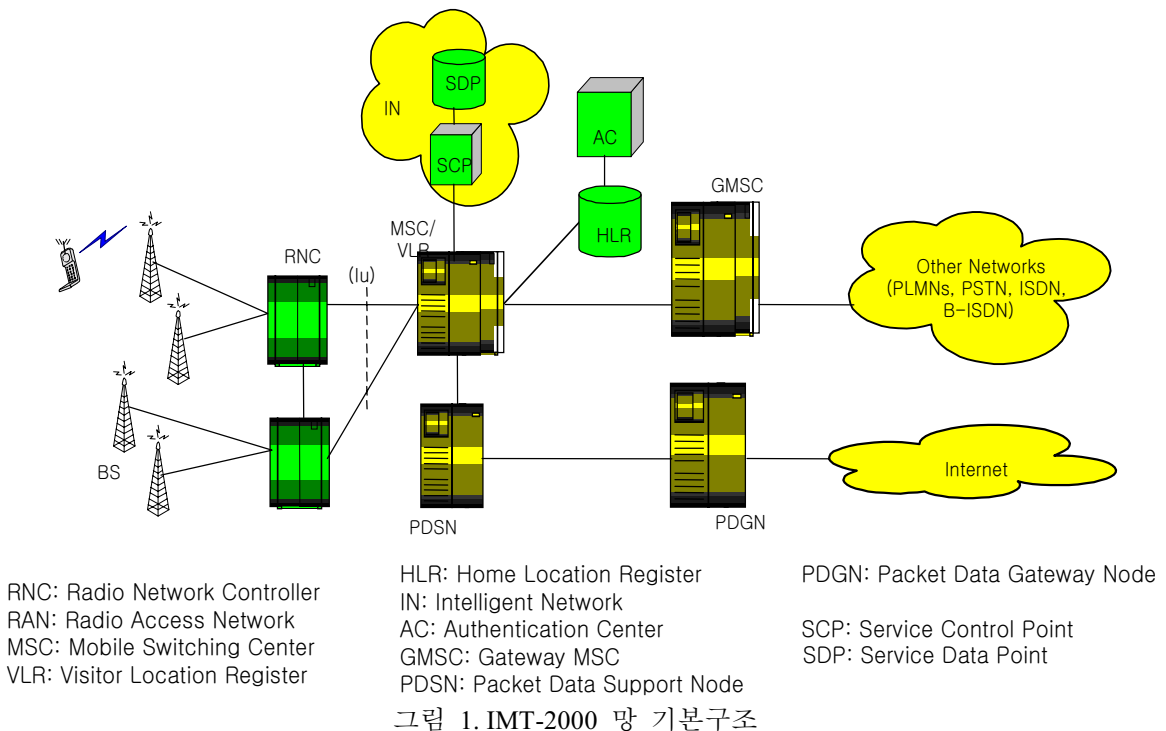 SDP
IN
AC
SCP
GMSC
MSC/
VLR
HLR
RNC
(Iu)
Other Networks
(PLMNs, PSTN, ISDN,
B-ISDN)
BS
Internet
PDSN
PDGN
RNC: Radio Network Controller
RAN: Radio Access Network
MSC: Mobile Switching Center
VLR: Visitor Location Register
HLR: Home Location Register
IN: Intelligent Network
AC: Authentication Center
GMSC: Gateway MSC
PDSN: Packet Data Support Node
PDGN: Packet Data Gateway Node
SCP: Service Control Point
SDP: Service Data Point
그림 1. IMT-2000 망 기본구조